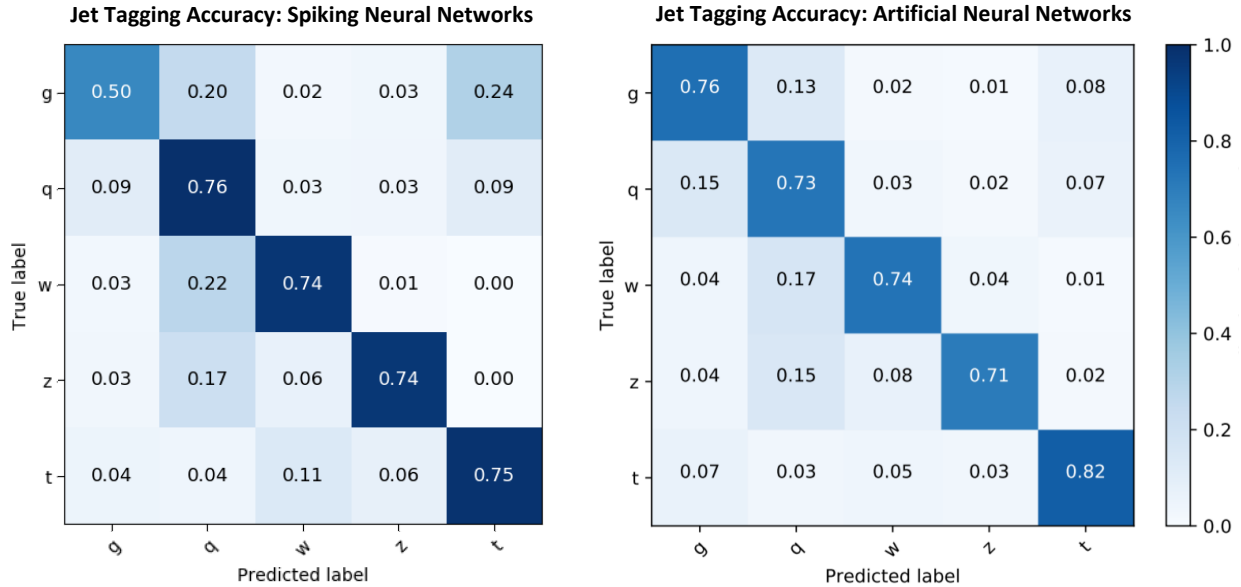 Jet Tagging Accuracy: Spiking Neural Networks
True label
g 0.50 0.20 0.02 0.03 0.24
q 0.09 0.76 0.03 0.03 0.09
w 0.03 0.22 0.74 0.01 0.00
z 0.03 0.17 0.06 0.74 0.00
t 0.04 0.04 0.11 0.06 0.75
g q w z t
Predicted label
Jet Tagging Accuracy: Artificial Neural Networks
True label
g 0.76 0.13 0.02 0.01 0.08
q 0.15 0.73 0.03 0.02 0.07
w 0.04 0.17 0.74 0.04 0.01
z 0.04 0.15 0.08 0.71 0.02
t 0.07 0.03 0.05 0.03 0.82
g q w z t
Predicted label
1.0
0.8
0.6
0.4
0.2
0.0